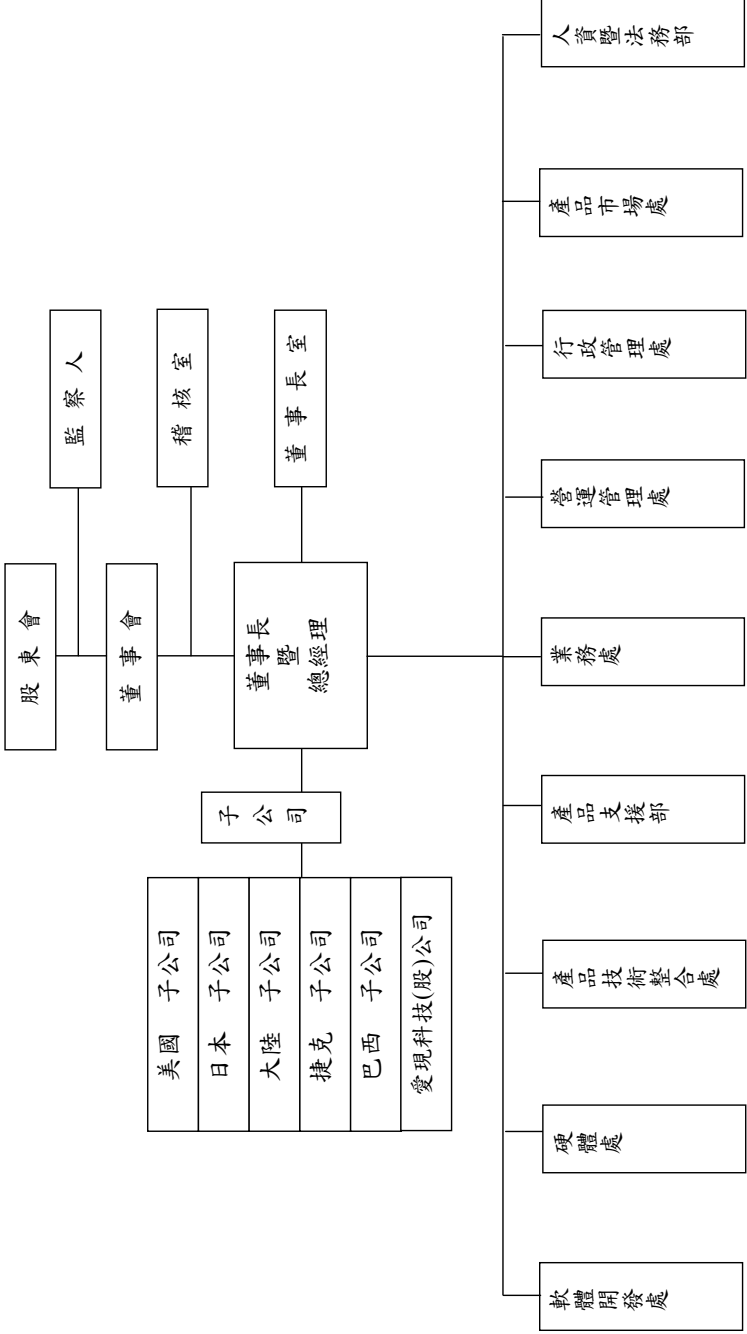 股東會
監察人
董事會
稽核室
董事長
暨
總經理
董事長室
子公司
美國 子公司
日本 子公司
大陸 子公司
捷克 子公司
巴西 子公司
愛現科技(股)公司
軟體開發處
硬體處
產品技術整合處
產品支援部
業務處
營運管理處
行政管理處
產品市場處
人資暨法務部